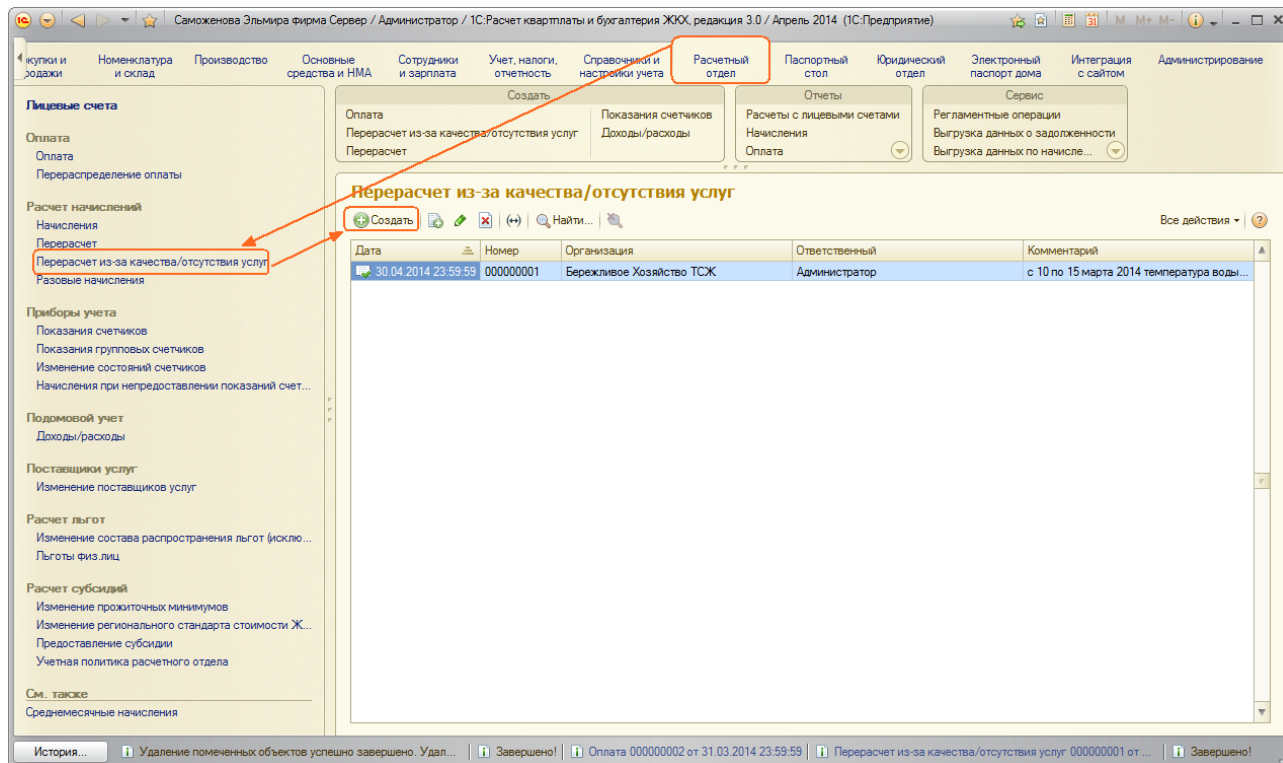 Саможенова Эльмира фирма Сервер / Администратор / 1С:Расчет квартплаты и бухгалтерия ЖКХ, редакция 3.0 / Апрель 2014 (1С:Предприятие)
M M+ M-
Номенклатура и склад
Производство
Основные средства и НМА
Сотрудники и зарплата
Учет, налоги, отчетность
Справочники и настройки учета
Расчетный отдел
Паспортный стол
Юридический отдел
Электронный паспорт дома
Интеграция с сайтом
Администрирование
Лицевые счета
Оплата
Оплата
Перераспределение оплаты
Расчет начислений
Начисления
Перерасчет
Перерасчет из-за качества/отсутствия услуг
Разовые начисления
Приборы учета
Показания счетчиков
Показания групповых счетчиков
Изменение состояний счетчиков
Начисления при непредоставлении показаний счет...
Подомовой учет
Доходы/расходы
Поставщики услуг
Изменение поставщиков услуг
Расчет льгот
Изменение состава распространения льгот (исклю...
Льготы физ.лиц
Расчет субсидий
Изменение прожиточных минимумов
Изменение регионального стандарта стоимости Ж...
Предоставление субсидии
Учетная политика расчетного отдела
См. также
Среднемесячные начисления
Создать
Оплата
Показания счетчиков
Перерасчет из-за качества/отсутствия услуг
Доходы/расходы
Перерасчет
Отчеты
Расчеты с лицевыми счетами
Начисления
Оплата
Сервис
Регламентные операции
Выгрузка данных о задолженности
Выгрузка данных по начисле...
Перерасчет из-за качества/отсутствия услуг
Создать
Найти...
Все действия
Дата Номер Организация Ответственный Комментарий
30.04.2014 23:59:59 000000001 Бережливое Хозяйство ТСЖ Администратор с 10 по 15 марта 2014 температура воды...
История...
Удаление помеченных объектов успешно завершено. Удал...
Завершено!
Оплата 000000002 от 31.03.2014 23:59:59
Перерасчет из-за качества/отсутствия услуг 000000001 от ...
Завершено!